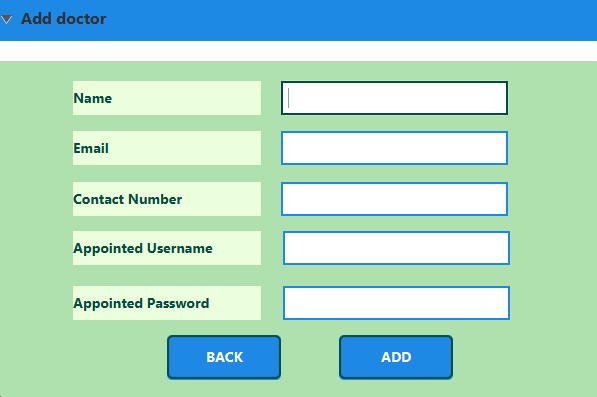 Add doctor
Name
Email
Contact Number
Appointed Username
Appointed Password
BACK ADD